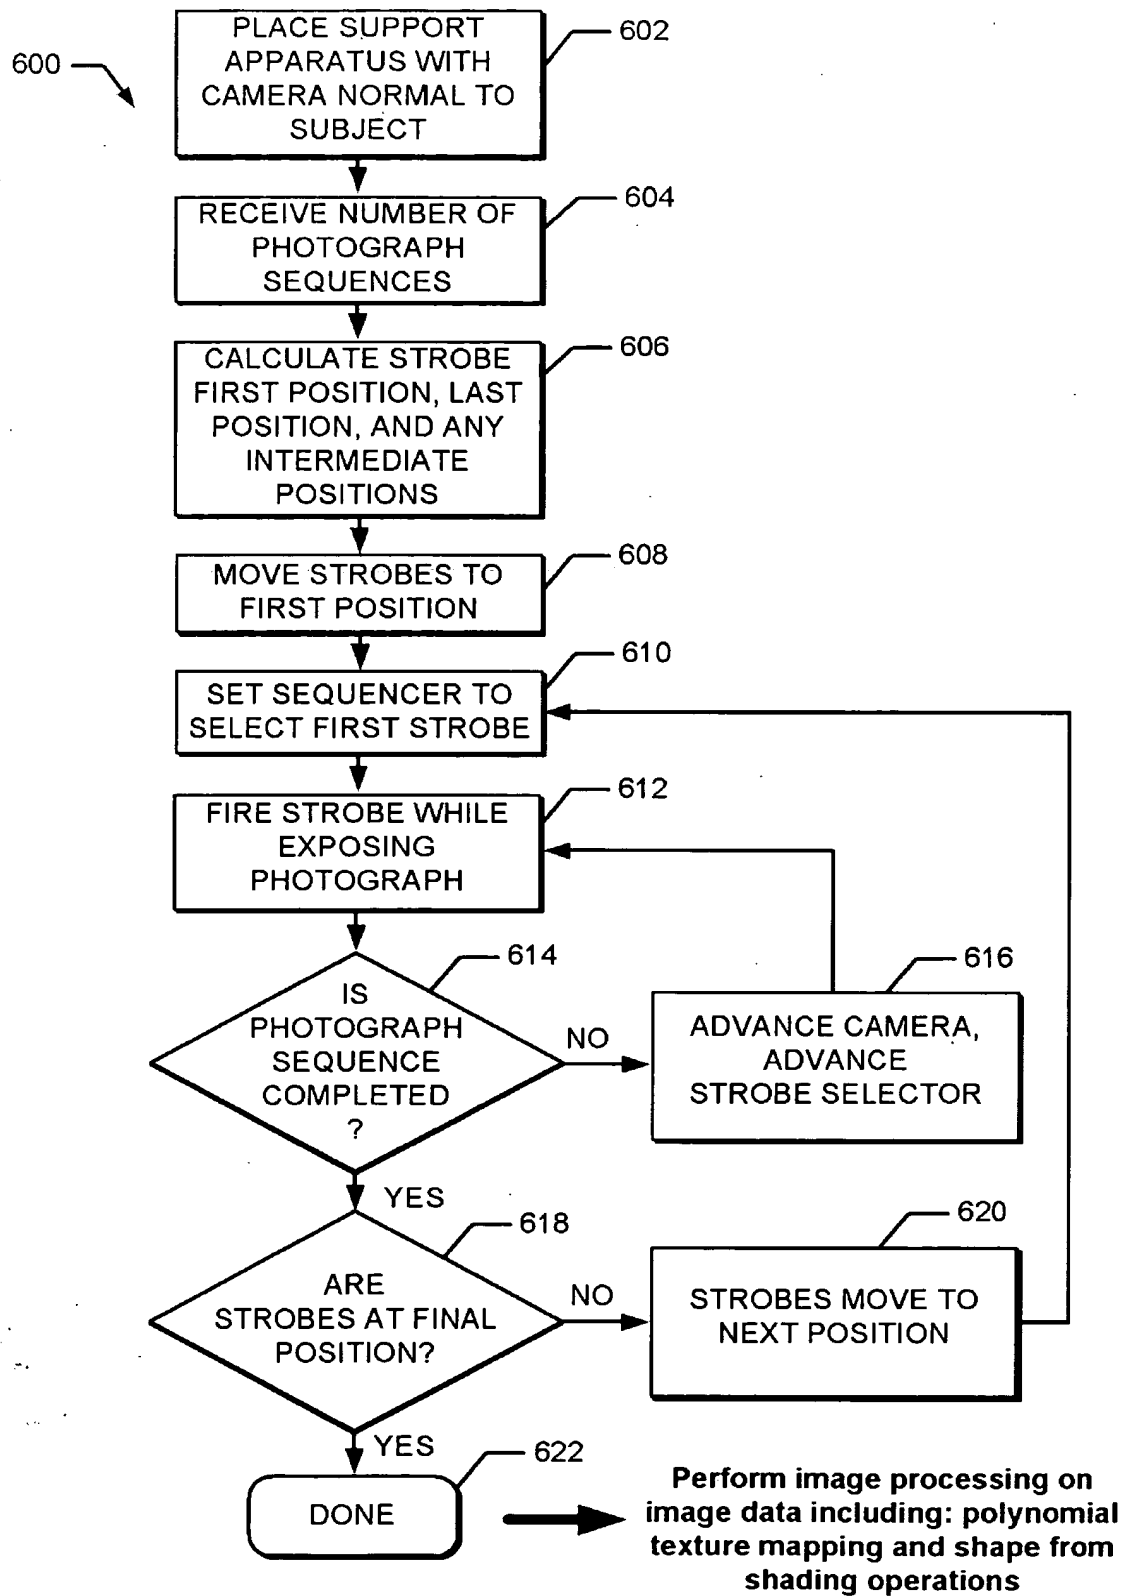 600
PLACE SUPPORT
APPARATUS WITH
CAMERA NORMAL TO
SUBJECT
602
RECEIVE NUMBER OF
PHOTOGRAPH
SEQUENCES
604
CALCULATE STROBE
FIRST POSITION, LAST
POSITION, AND ANY
INTERMEDIATE
POSITIONS
606
MOVE STROBES TO
FIRST POSITION
608
SET SEQUENCER TO
SELECT FIRST STROBE
610
FIRE STROBE WHILE
EXPOSING
PHOTOGRAPH
612
IS
PHOTOGRAPH
SEQUENCE
COMPLETED
?
614
NO
ADVANCE CAMERA,
ADVANCE
STROBE SELECTOR
616
YES
ARE
STROBES AT FINAL
POSITION?
618
NO
STROBES MOVE TO
NEXT POSITION
620
YES
DONE
622
Perform image processing on
image data including: polynomial
texture mapping and shape from
shading operations